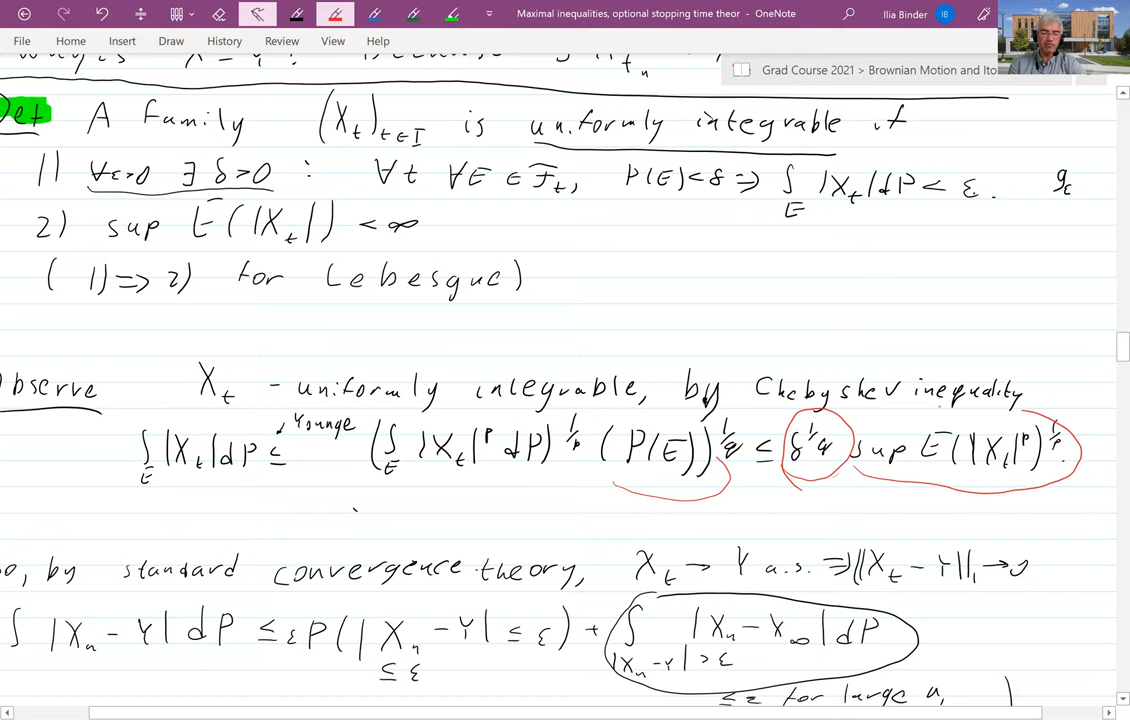 Maximal inequalities, optional stopping time theor - OneNote
Ilia Binder IB
File Home Insert Draw History Review View Help
Grad Course 2021 > Brownian Motion and Ito
Def A Family (X_t)_{t∈I} is uniformly integrable if
1) ∀ε>0 ∃ δ>0 : ∀t ∀E ∈ F_t, P(E)<δ => ∫_E |X_t|dP < ε.
2) sup E(|X_t|) < ∞
( 1) => 2) for Lebesgue)
Observe X_t - uniformly integrable, by Chebyshev inequality
∫_E |X_t|dP ≤ Younge (∫_E |X_t|^p dP)^{1/p} (P(E))^{1/q} ≤ δ^{1/q} sup E(|X_t|^p)^{1/p}.
so, by standard convergence theory, X_t → Y a.s. => ||X_t - Y||_1 → 0
∫ |X_n - Y| dP ≤ ε P(|X_n - Y| ≤ ε) + ∫_{|X_n - Y| > ε} |X_n - X_∞| dP
≤ ε
≤ ε for large n,